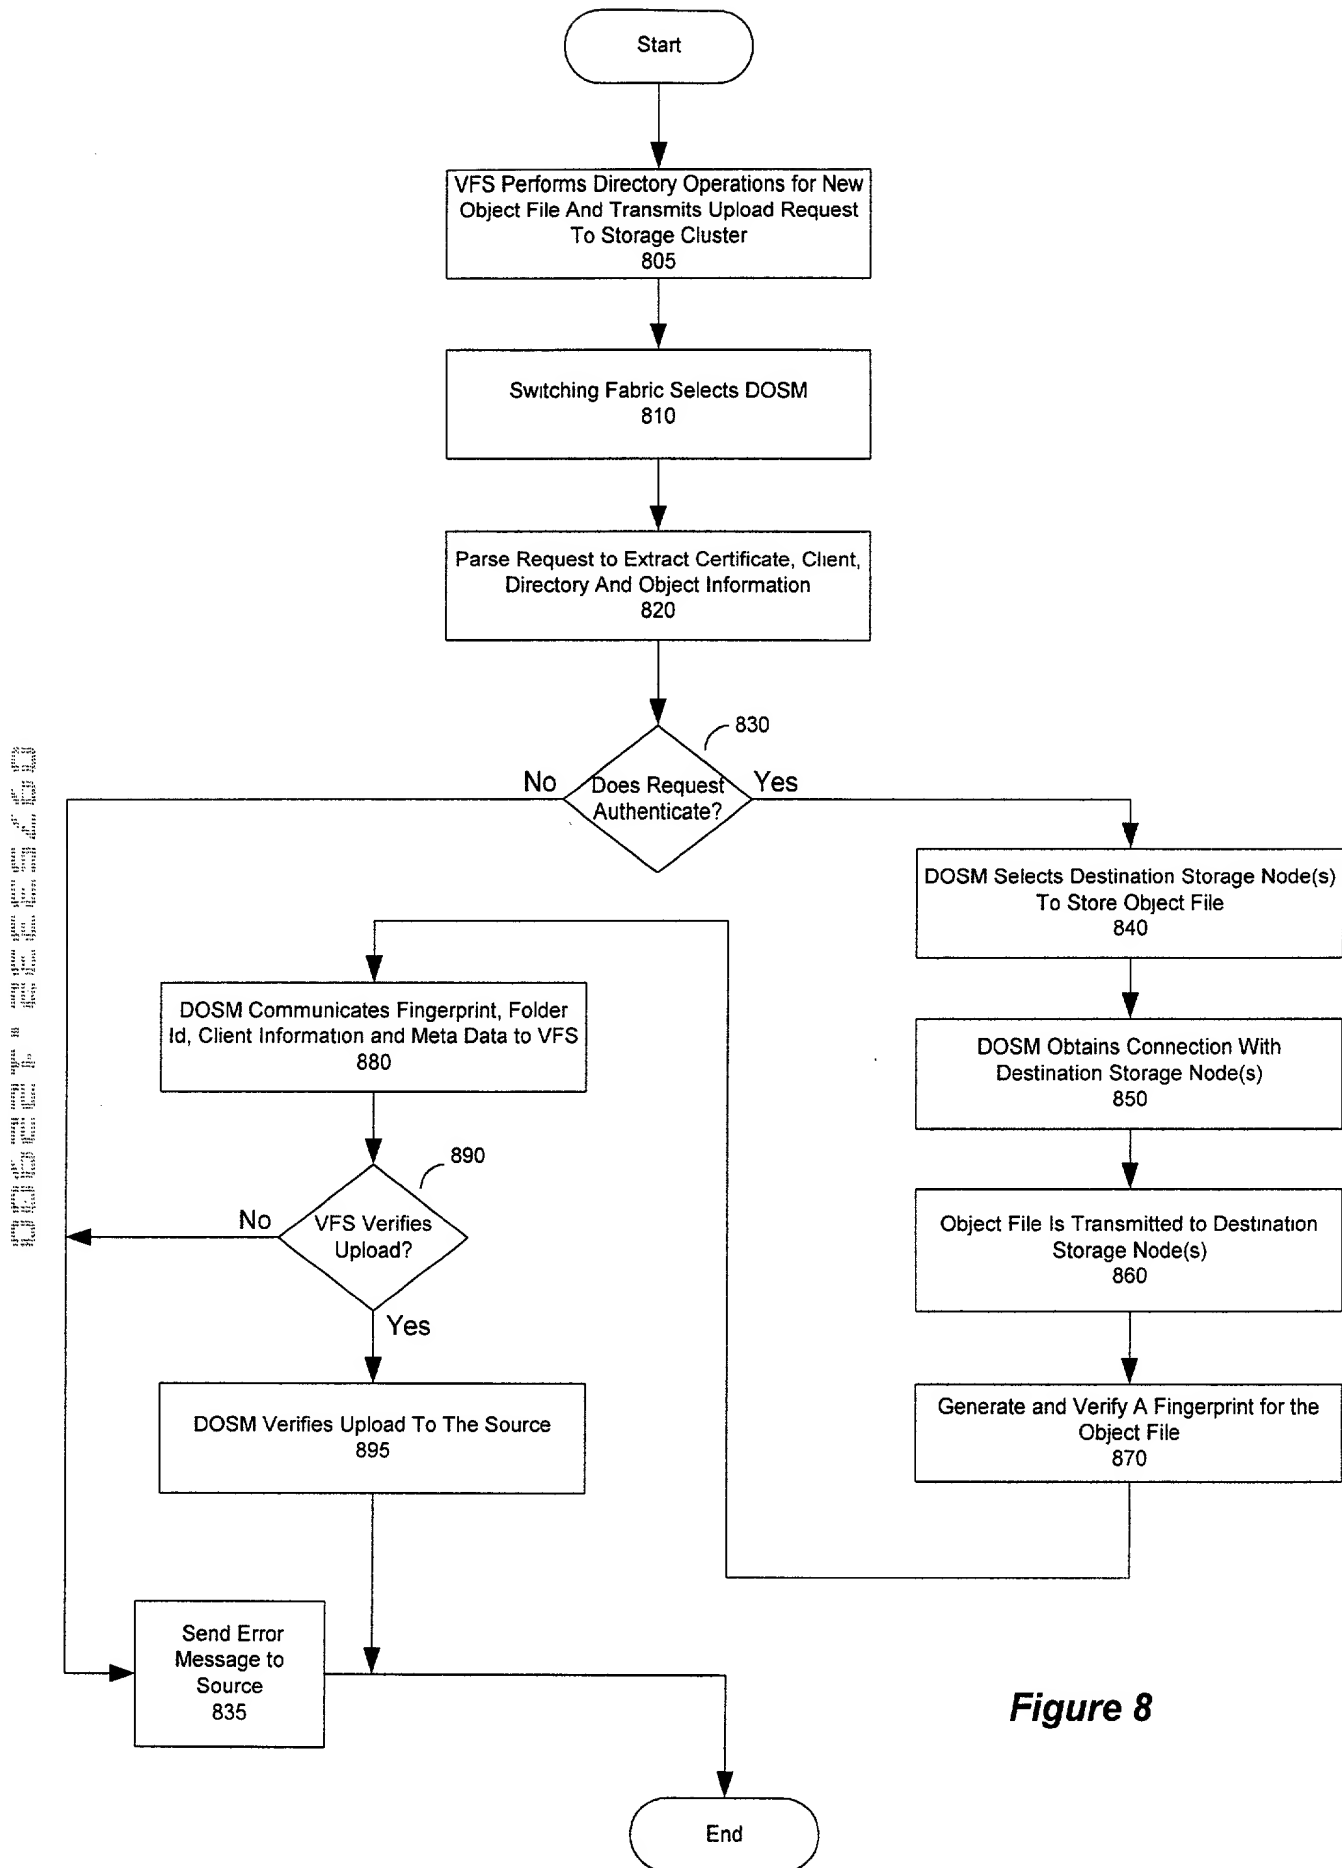 Start
VFS Performs Directory Operations for New
Object File And Transmits Upload Request
To Storage Cluster
805
Switching Fabric Selects DOSM
810
Parse Request to Extract Certificate, Client,
Directory And Object Information
820
830
No
Does Request
Authenticate?
Yes
DOSM Selects Destination Storage Node(s)
To Store Object File
840
DOSM Obtains Connection With
Destination Storage Node(s)
850
Object File Is Transmitted to Destination
Storage Node(s)
860
Generate and Verify A Fingerprint for the
Object File
870
DOSM Communicates Fingerprint, Folder
Id, Client Information and Meta Data to VFS
880
890
No
VFS Verifies
Upload?
Yes
DOSM Verifies Upload To The Source
895
Send Error
Message to
Source
835
Figure 8
End